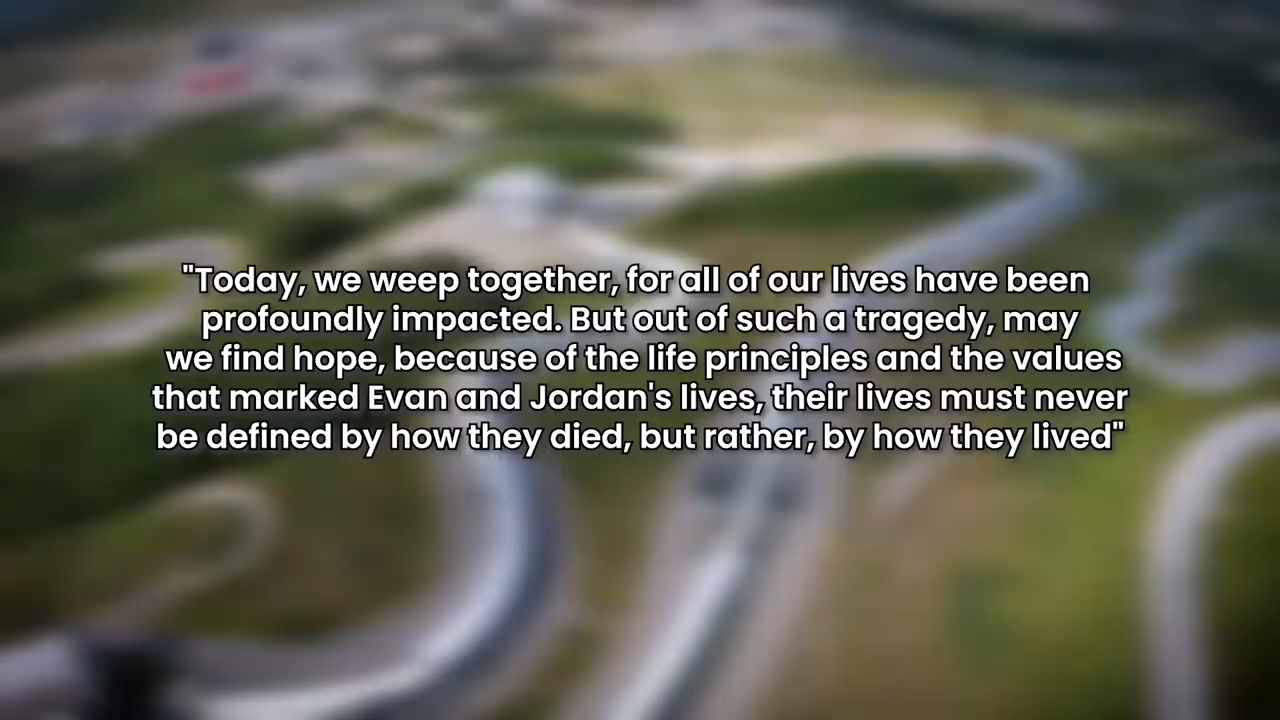 "Today, we weep together, for all of our lives have been
profoundly impacted. But out of such a tragedy, may
we find hope, because of the life principles and the values
that marked Evan and Jordan's lives, their lives must never
be defined by how they died, but rather, by how they lived"